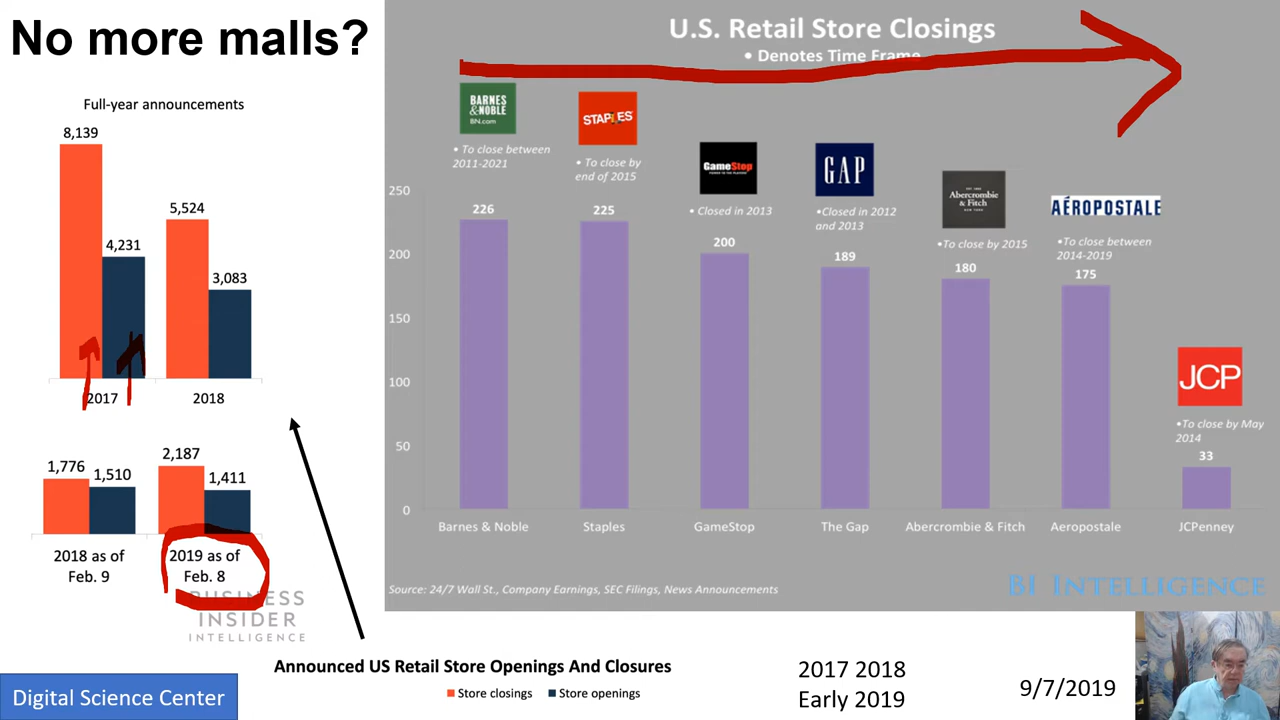 No more malls?
Full-year announcements
8,139
4,231
5,524
3,083
2017
2018
1,776
1,510
2,187
1,411
2018 as of
Feb. 9
2019 as of
Feb. 8
BUSINESS
INSIDER
INTELLIGENCE
U.S. Retail Store Closings
• Denotes Time Frame
BARNES
&NOBLE
BN.com
• To close between
2011-2021
STAPLES
• To close by
end of 2015
GameStop
POWER TO THE PLAYERS
• Closed in 2013
GAP
•Closed in 2012
and 2013
Abercrombie
& Fitch
NEW YORK
•To close by 2015
AÉROPOSTALE
•To close between
2014-2019
JCP
•To close by May
2014
250
200
150
100
50
0
226
225
200
189
180
175
33
Barnes & Noble
Staples
GameStop
The Gap
Abercrombie & Fitch
Aeropostale
JCPenney
Source: 24/7 Wall St., Company Earnings, SEC Filings, News Announcements
BI INTELLIGENCE
Announced US Retail Store Openings And Closures
Store closings
Store openings
2017 2018
Early 2019
9/7/2019
Digital Science Center